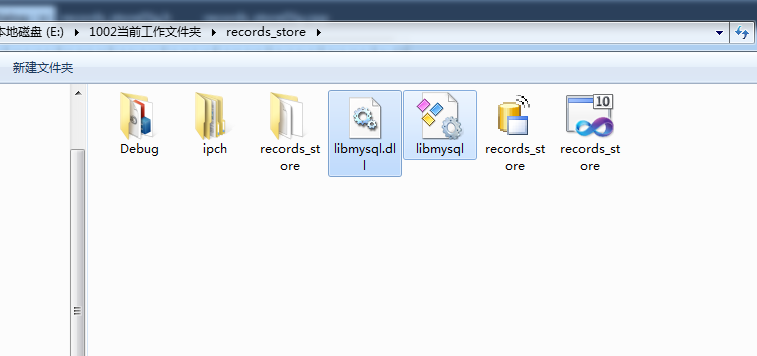 本地磁盘 (E:) ▸ 1002当前工作文件夹 ▸ records_store ▸
新建文件夹
Debug
ipch
records_st
ore
libmysql.dl
l
libmysql
records_st
ore
10
records_st
ore